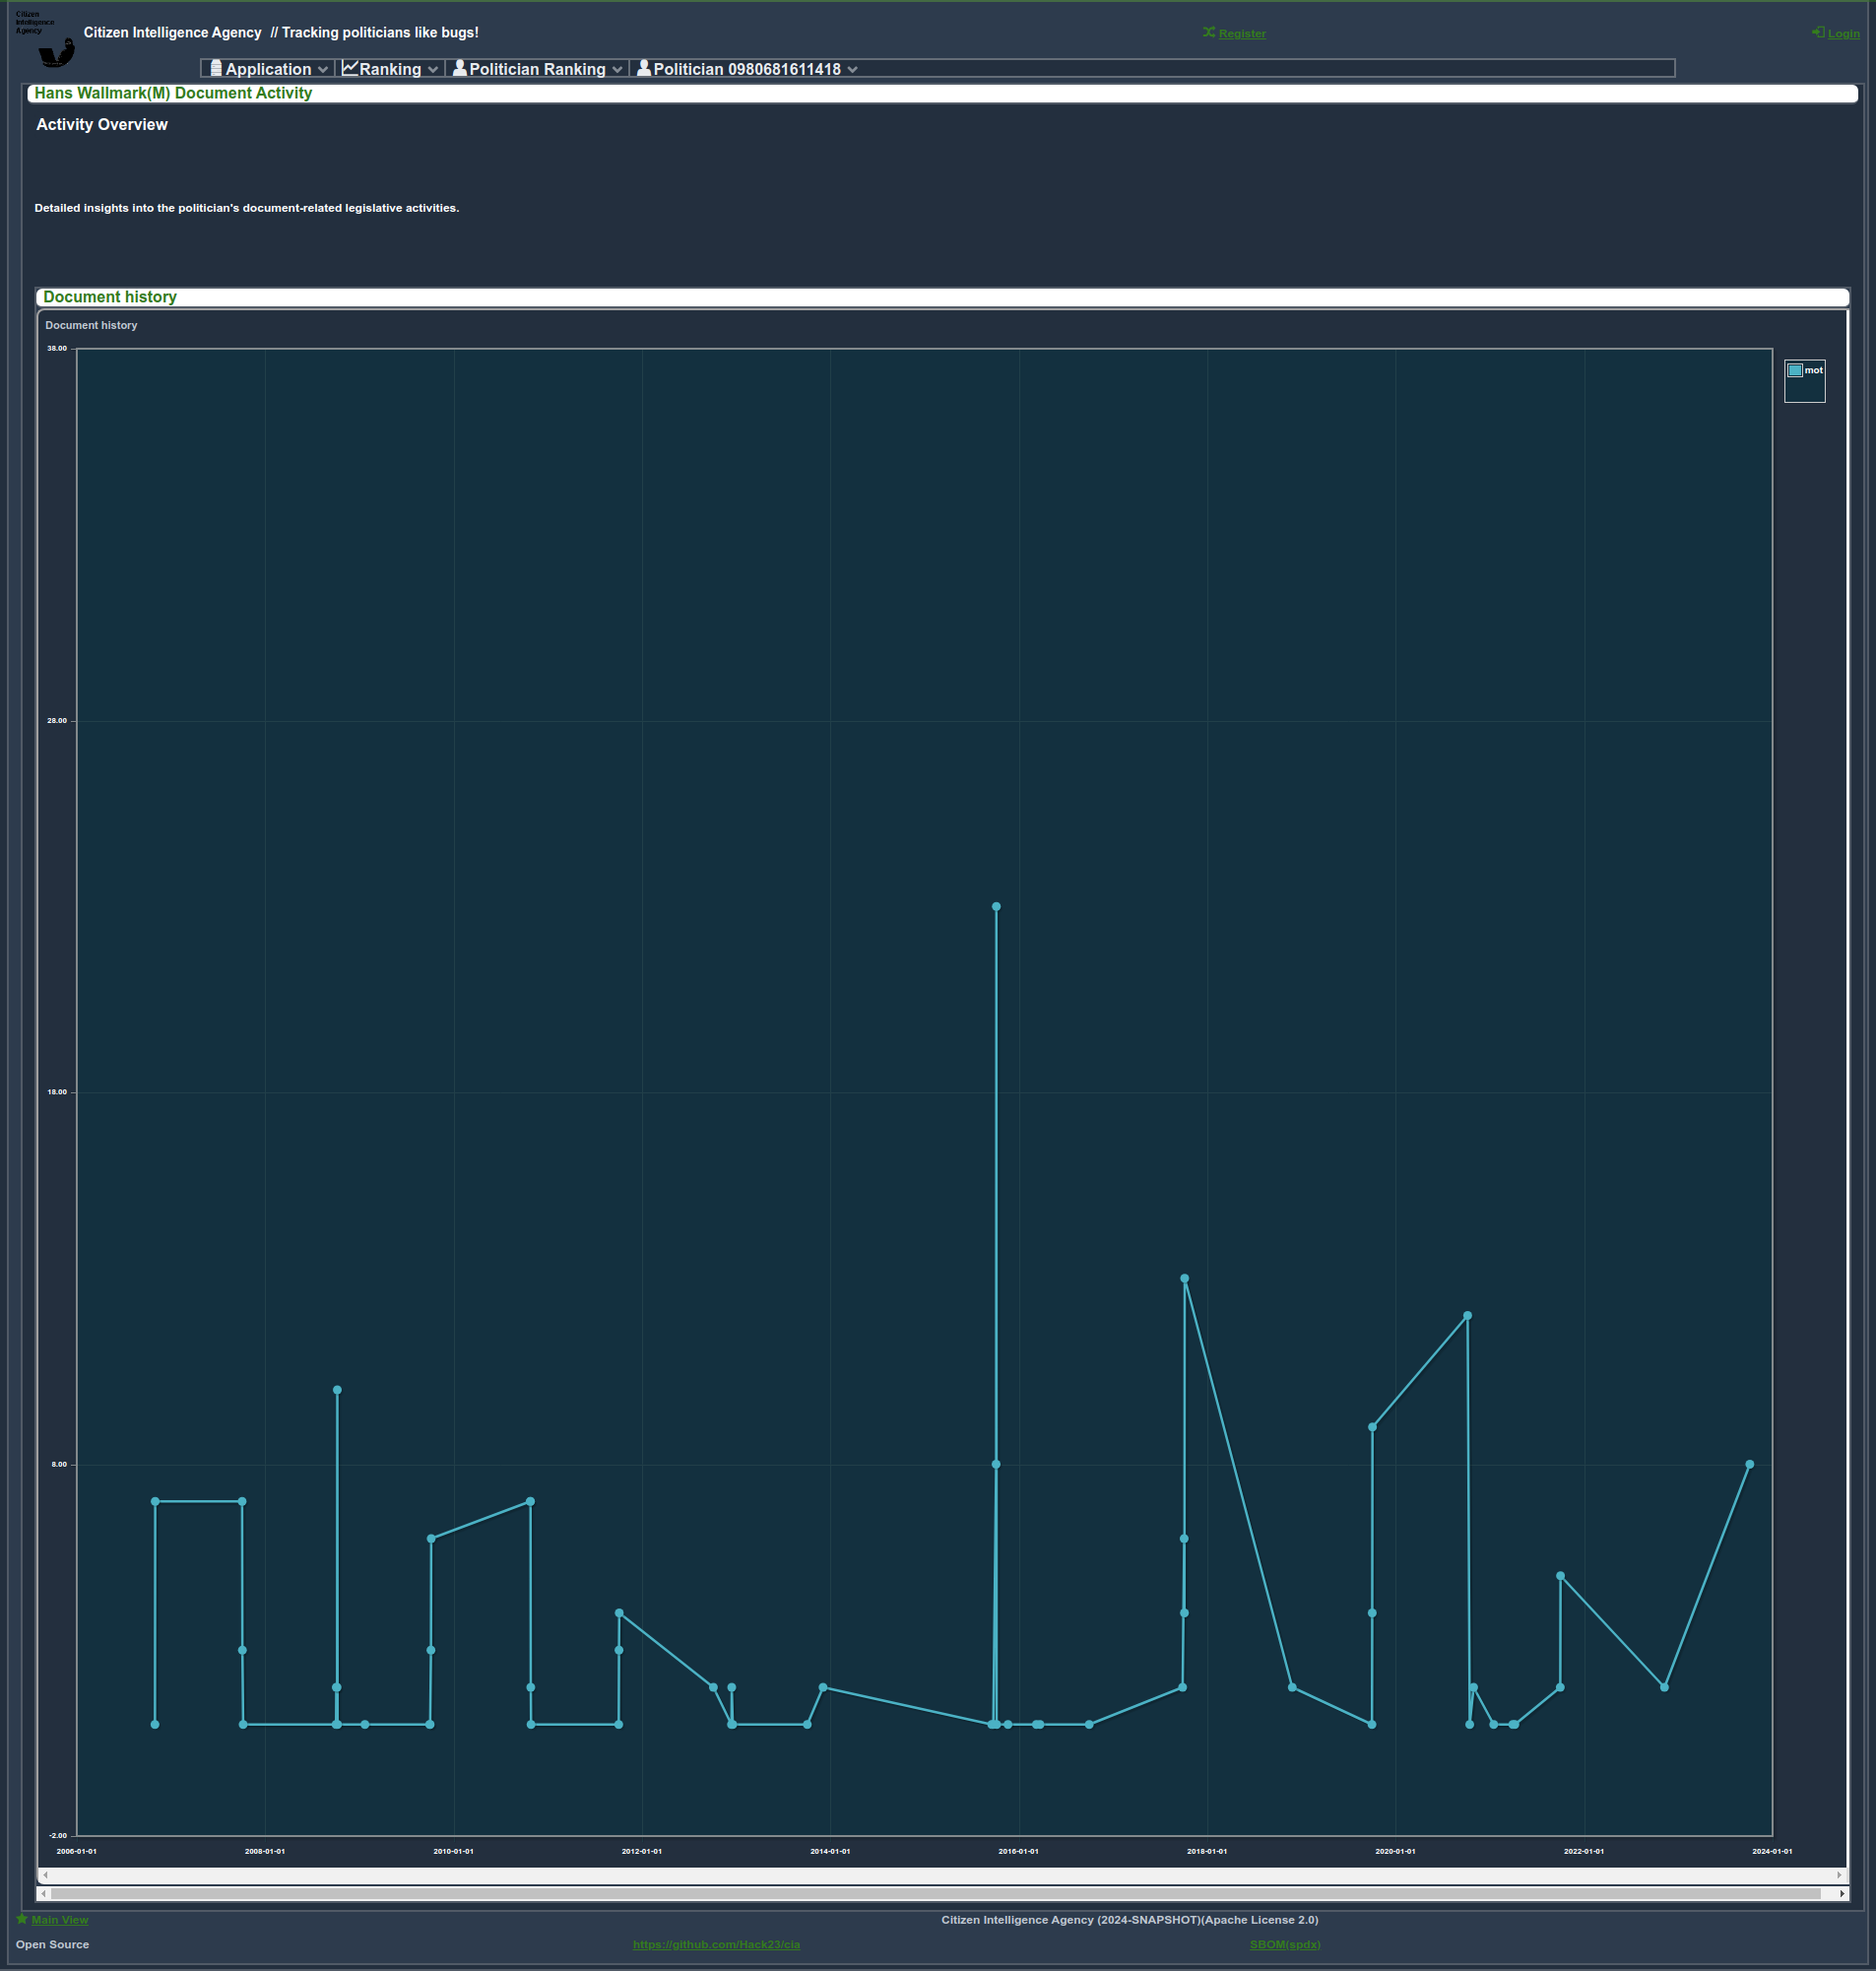 Citizen
Intelligence
Agency
Citizen Intelligence Agency // Tracking politicians like bugs!
Register
Login
Application
Ranking
Politician Ranking
Politician 0980681611418
Hans Wallmark(M) Document Activity
Activity Overview
Detailed insights into the politician's document-related legislative activities.
Document history
Document history
38.00
mot
28.00
18.00
8.00
-2.00
2006-01-01
2008-01-01
2010-01-01
2012-01-01
2014-01-01
2016-01-01
2018-01-01
2020-01-01
2022-01-01
2024-01-01
Main View
Citizen Intelligence Agency (2024-SNAPSHOT)(Apache License 2.0)
Open Source
https://github.com/Hack23/cia
SBOM(spdx)